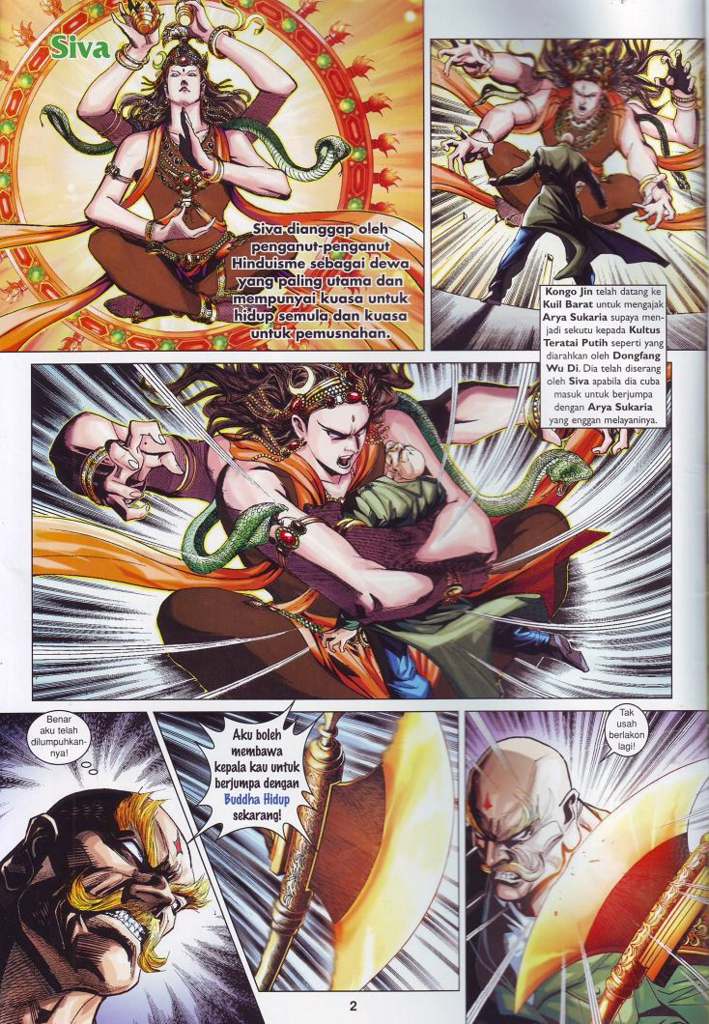 Siva
Siva dianggap oleh
penganut-penganut
Hinduisme sebagai dewa
yang paling utama dan
mempunyai kuasa untuk
hidup semula dan kuasa
untuk pemusnahan.
Kongo Jin telah datang ke
Kuil Barat untuk mengajak
Arya Sukaria supaya men-
jadi sekutu kepada Kultus
Teratai Putih seperti yang
diarahkan oleh Dongfang
Wu Di. Dia telah diserang
oleh Siva apabila dia cuba
masuk untuk berjumpa
dengan Arya Sukaria
yang enggan melayaninya.
Benar
aku telah
dilumpuhkan-
nya!
Aku boleh
membawa
kepala kau untuk
berjumpa dengan
Buddha Hidup
sekarang!
Tak
usah
berlakon
lagi!
2